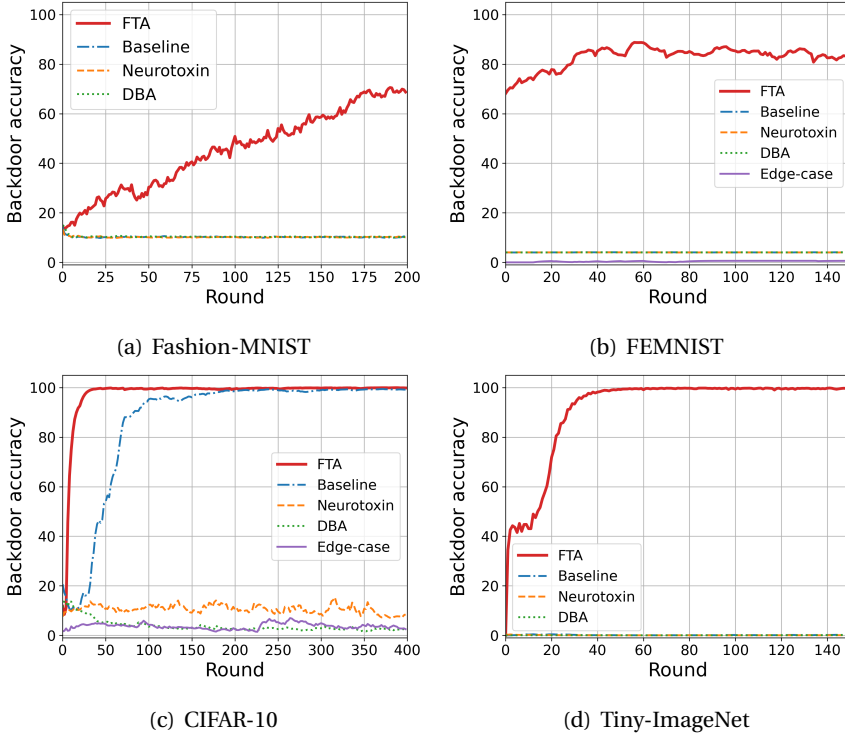 FTA
Baseline
Neurotoxin
DBA
Backdoor accuracy
100
80
60
40
20
0
0 25 50 75 100 125 150 175 200
Round
(a) Fashion-MNIST
FTA
Baseline
Neurotoxin
DBA
Edge-case
Backdoor accuracy
100
80
60
40
20
0
0 20 40 60 80 100 120 140
Round
(b) FEMNIST
FTA
Baseline
Neurotoxin
DBA
Edge-case
Backdoor accuracy
100
80
60
40
20
0
0 50 100 150 200 250 300 350 400
Round
(c) CIFAR-10
FTA
Baseline
Neurotoxin
DBA
Backdoor accuracy
100
80
60
40
20
0
0 20 40 60 80 100 120 140
Round
(d) Tiny-ImageNet